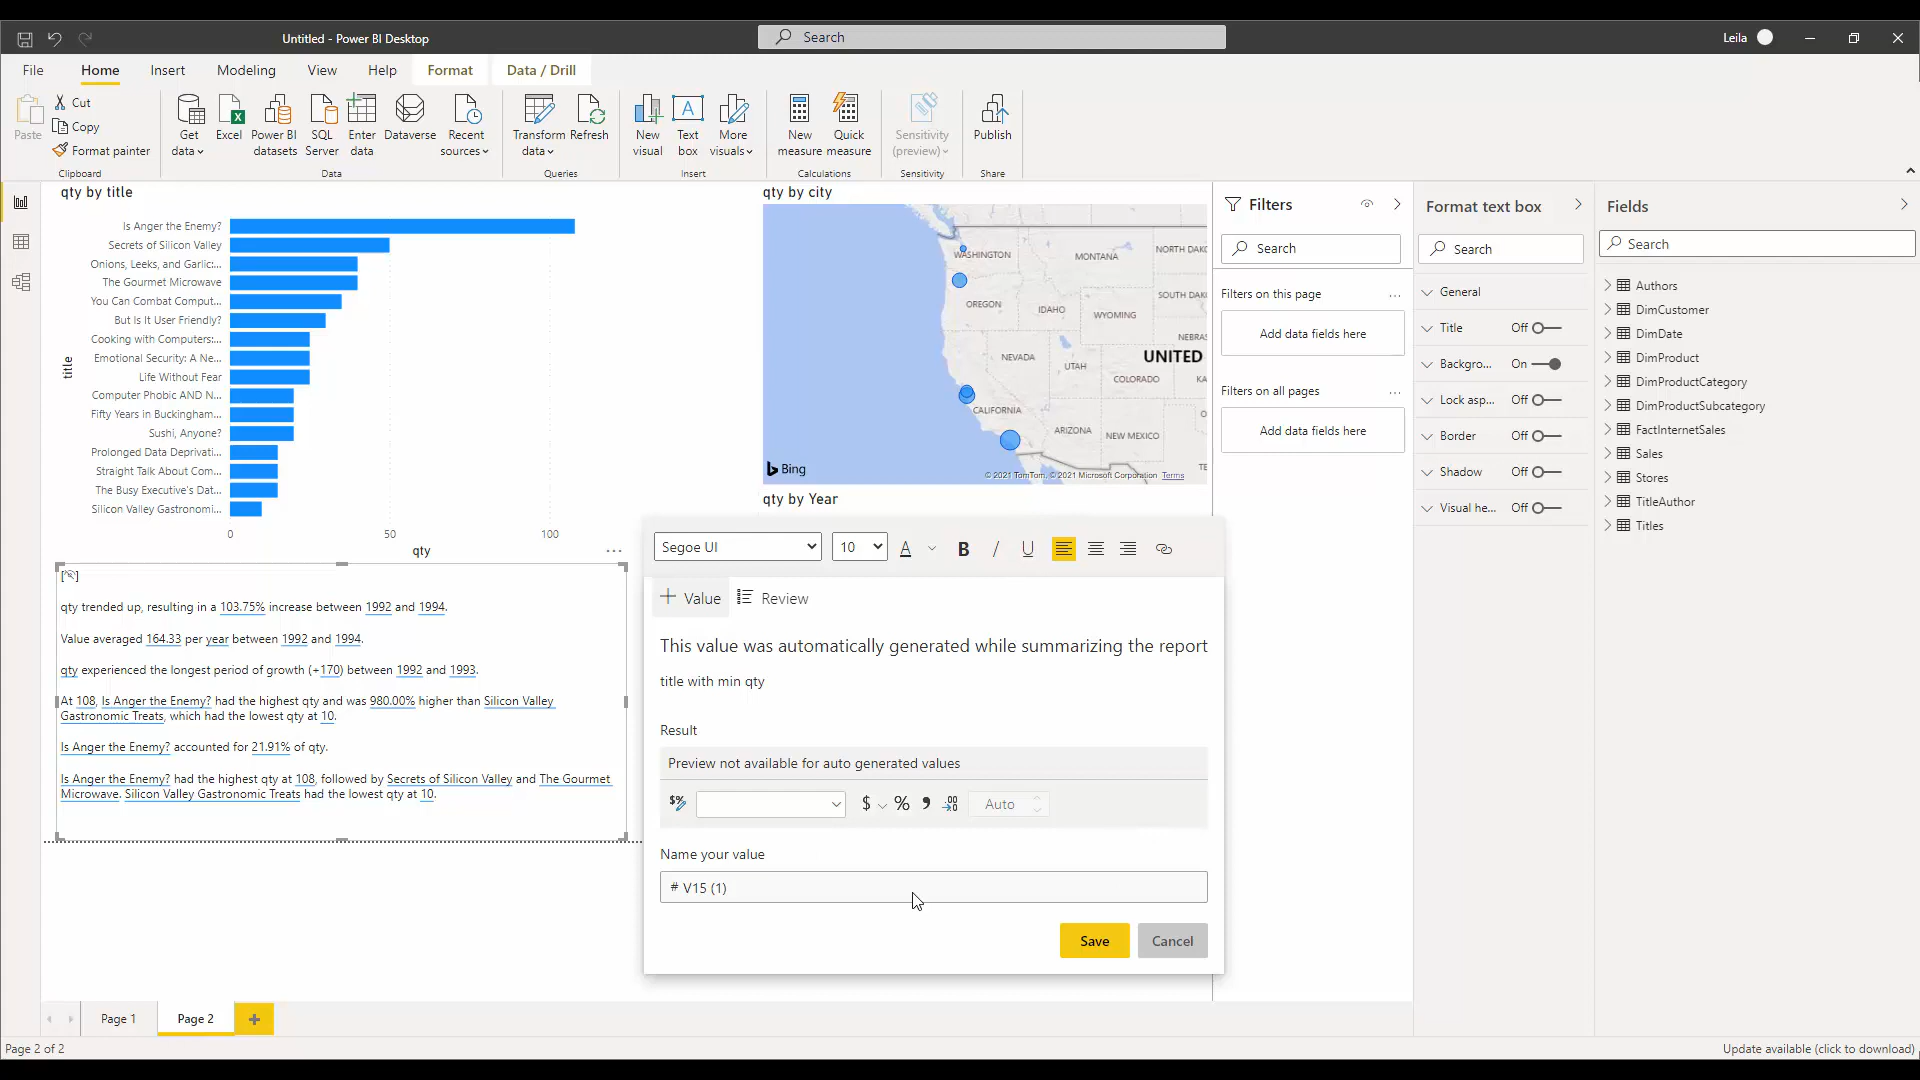 Untitled - Power BI Desktop
Search
Leila
File
Home
Insert
Modeling
View
Help
Format
Data / Drill
Paste
Cut
Copy
Format painter
Clipboard
Get data
Excel
Power BI datasets
SQL Server
Enter data
Dataverse
Recent sources
Data
Transform data
Refresh
Queries
New visual
Text box
More visuals
Insert
New measure
Quick measure
Calculations
Sensitivity (preview)
Sensitivity
Publish
Share
qty by title
title
Is Anger the Enemy?
Secrets of Silicon Valley
Onions, Leeks, and Garlic:...
The Gourmet Microwave
You Can Combat Comput...
But Is It User Friendly?
Cooking with Computers:...
Emotional Security: A Ne...
Life Without Fear
Computer Phobic AND N...
Fifty Years in Buckingham...
Sushi, Anyone?
Prolonged Data Deprivati...
Straight Talk About Com...
The Busy Executive's Dat...
Silicon Valley Gastronomi...
0
50
100
qty
qty by city
WASHINGTON
MONTANA
NORTH DAK
OREGON
IDAHO
SOUTH DAK
WYOMING
NEBRA
NEVADA
UNITED
UTAH
COLORADO
KA
CALIFORNIA
ARIZONA
NEW MEXICO
TE
Bing
© 2021 TomTom, © 2021 Microsoft Corporation Terms
qty by Year
qty trended up, resulting in a 103.75% increase between 1992 and 1994.
Value averaged 164.33 per year between 1992 and 1994.
qty experienced the longest period of growth (+170) between 1992 and 1993.
At 108, Is Anger the Enemy? had the highest qty and was 980.00% higher than Silicon Valley
Gastronomic Treats, which had the lowest qty at 10.
Is Anger the Enemy? accounted for 21.91% of qty.
Is Anger the Enemy? had the highest qty at 108, followed by Secrets of Silicon Valley and The Gourmet
Microwave. Silicon Valley Gastronomic Treats had the lowest qty at 10.
Segoe UI
10
A
B
I
U
+ Value
Review
This value was automatically generated while summarizing the report
title with min qty
Result
Preview not available for auto generated values
$
%
,
.00
Auto
Name your value
# V15 (1)
Save
Cancel
Filters
Search
Filters on this page
...
Add data fields here
Filters on all pages
...
Add data fields here
Format text box
Search
General
Title Off
Backgro... On
Lock asp... Off
Border Off
Shadow Off
Visual he... Off
Fields
Search
Authors
DimCustomer
DimDate
DimProduct
DimProductCategory
DimProductSubcategory
FactInternetSales
Sales
Stores
TitleAuthor
Titles
Page 1
Page 2
+
Page 2 of 2
Update available (click to download)